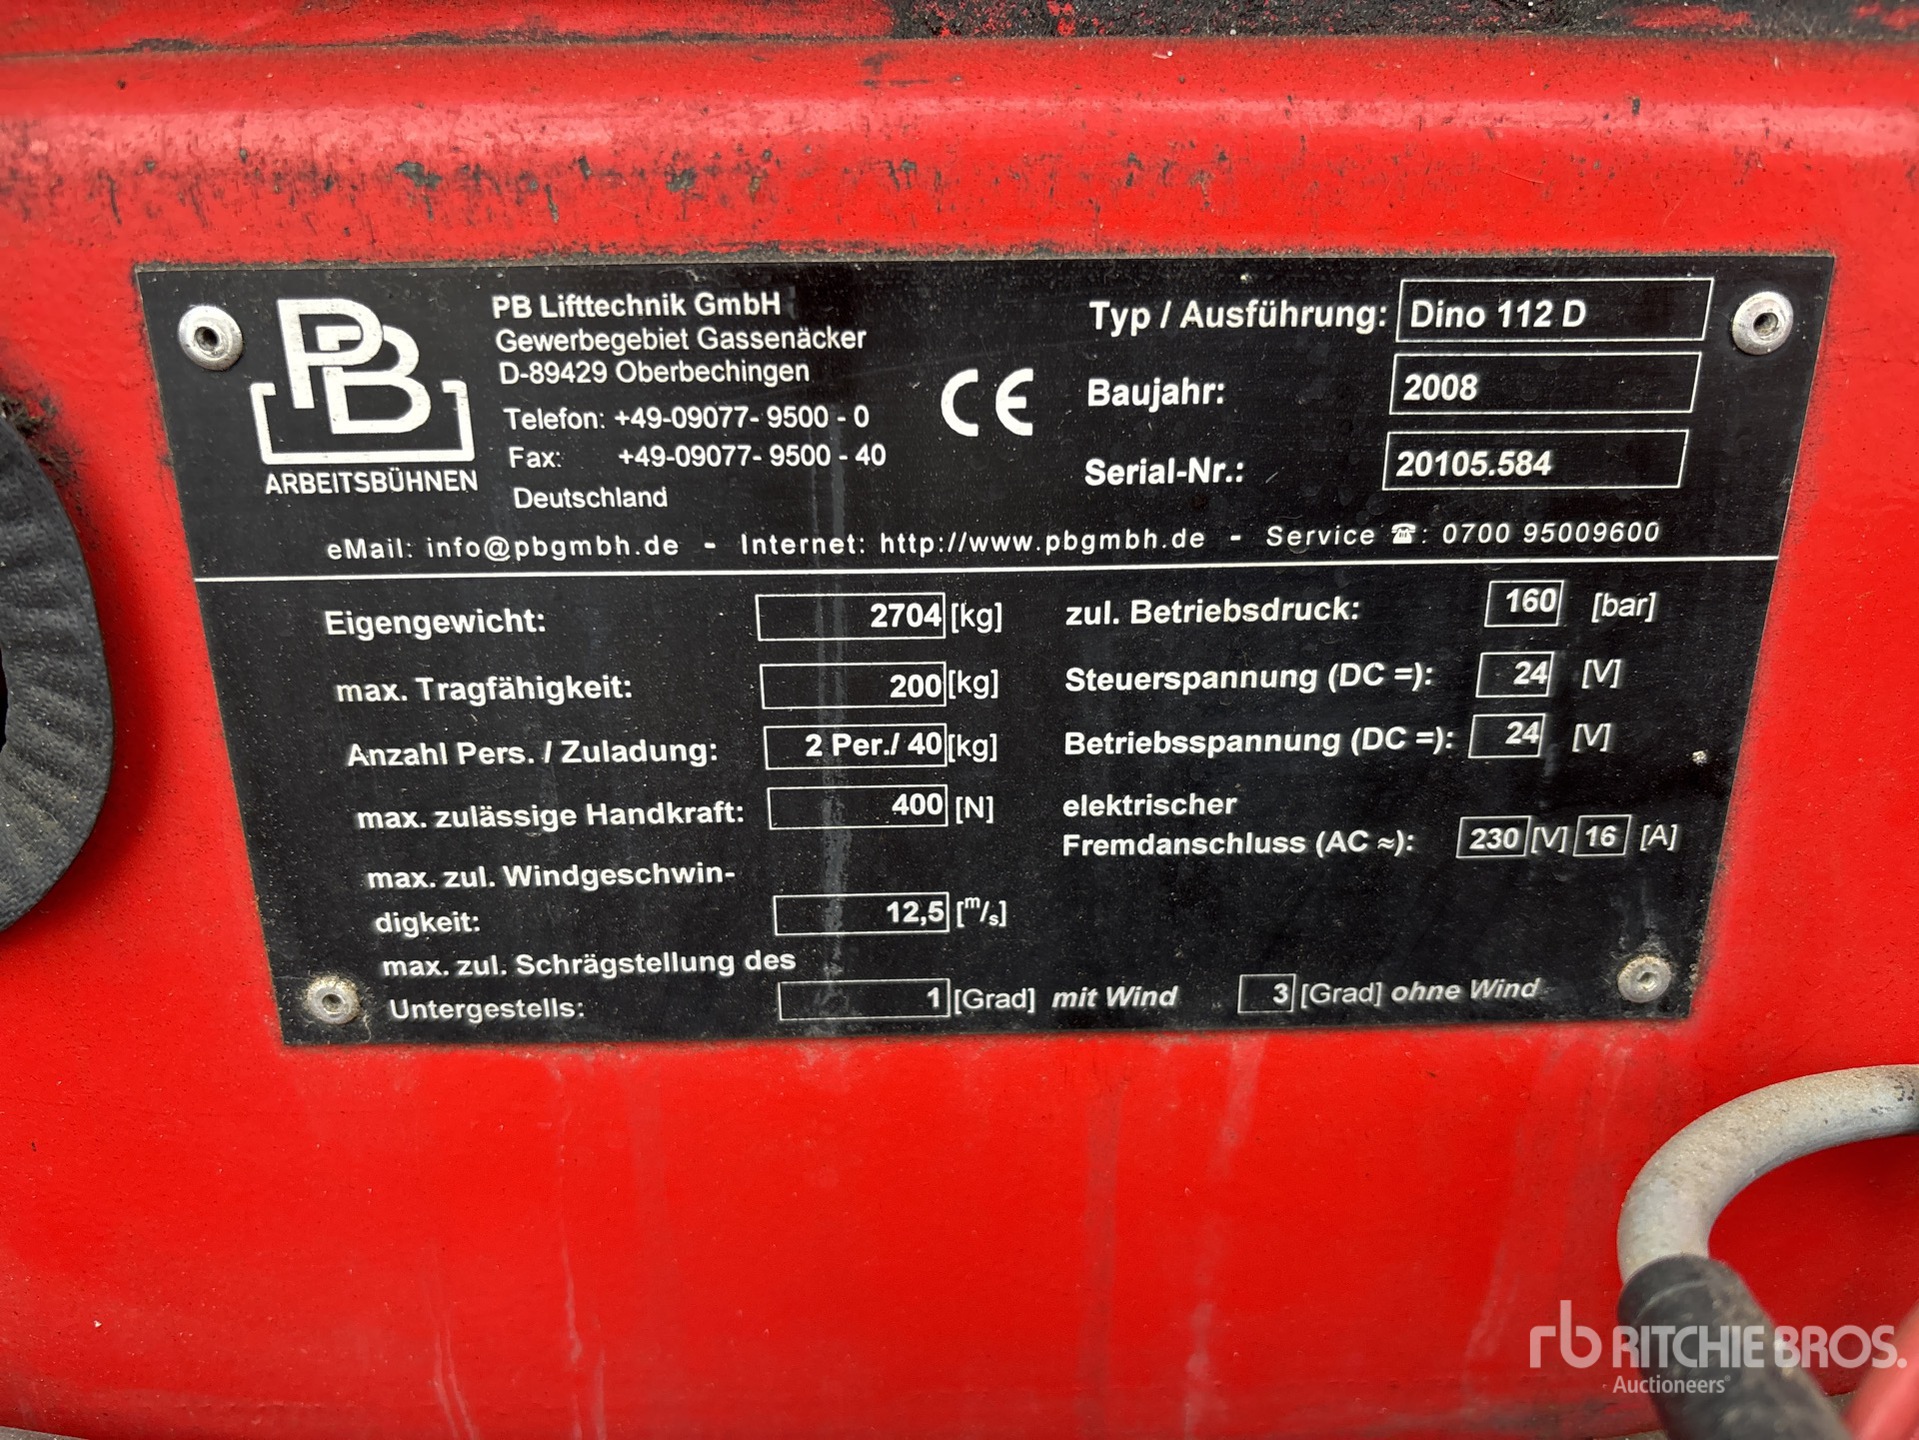 PB
ARBEITSBÜHNEN
PB Lifttechnik GmbH
Gewerbegebiet Gassenäcker
D-89429 Oberbechingen
Telefon: +49-09077- 9500 - 0
Fax: +49-09077- 9500 - 40
Deutschland
CE
Typ / Ausführung: Dino 112 D
Baujahr: 2008
Serial-Nr.: 20105.584
eMail: info@pbgmbh.de - Internet: http://www.pbgmbh.de - Service ☎: 0700 95009600
Eigengewicht: 2704 [kg]
max. Tragfähigkeit: 200 [kg]
Anzahl Pers. / Zuladung: 2 Per./ 40 [kg]
max. zulässige Handkraft: 400 [N]
max. zul. Windgeschwin-
digkeit: 12,5 [m/s]
max. zul. Schrägstellung des
Untergestells: 1 [Grad] mit Wind 3 [Grad] ohne Wind
zul. Betriebsdruck: 160 [bar]
Steuerspannung (DC =): 24 [V]
Betriebsspannung (DC =): 24 [V]
elektrischer
Fremdanschluss (AC ≈): 230 [V] 16 [A]
rb RITCHIE BROS.
Auctioneers